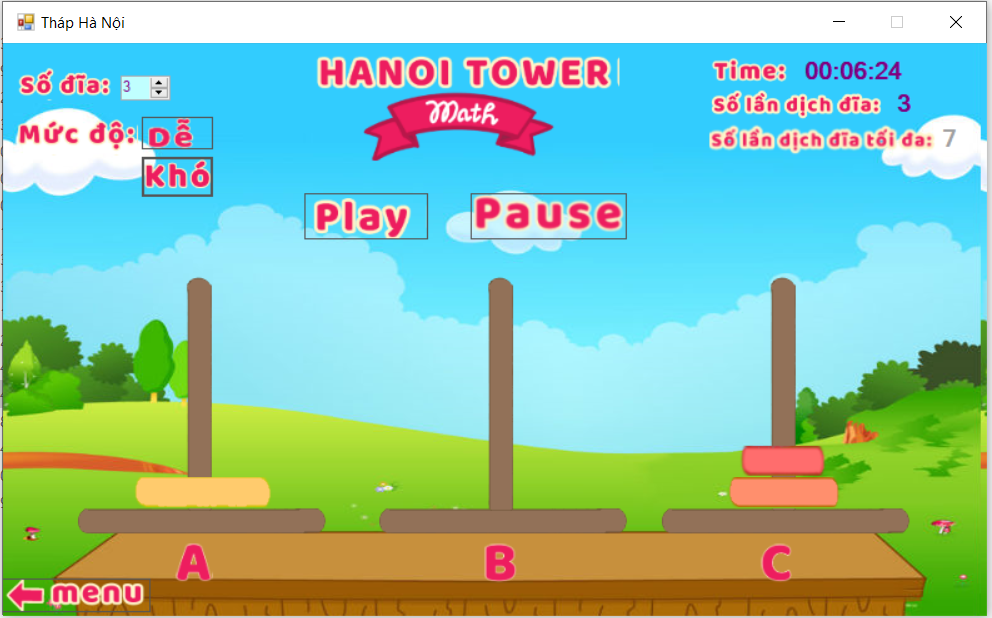 Tháp Hà Nội
Số đĩa: 3
HANOI TOWER
Math
Time: 00:06:24
Số lần dịch đĩa: 3
Mức độ: Dễ
Số lần dịch đĩa tối đa: 7
Khó
Play Pause
A B C
menu